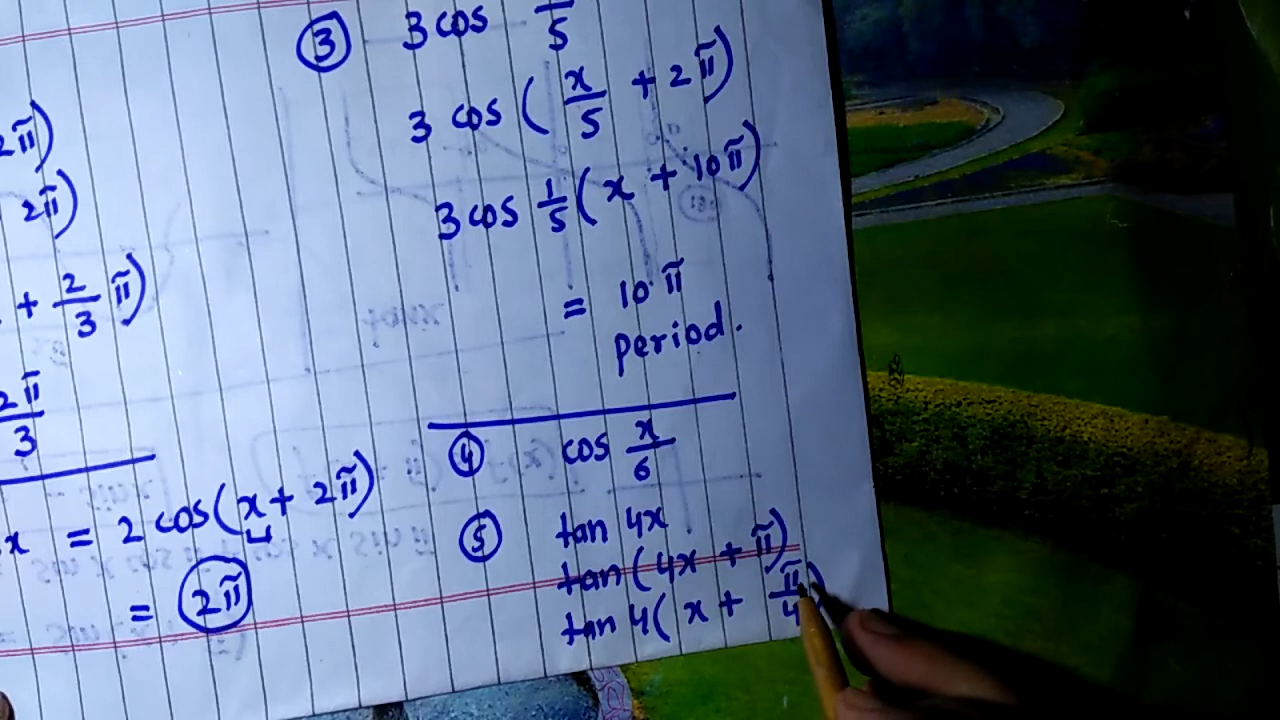 2π)
2π)
+ 2/3 π)
2π/3
x = 2 cos(x + 2π)
= 2π
③ 3 cos /5
3 cos (x/5 + 2π)
3 cos 1/5 (x + 10π)
= 10π
period.
④ cos x/6
⑤ tan 4x
tan (4x + π)
tan 4(x + π/4)
tanx